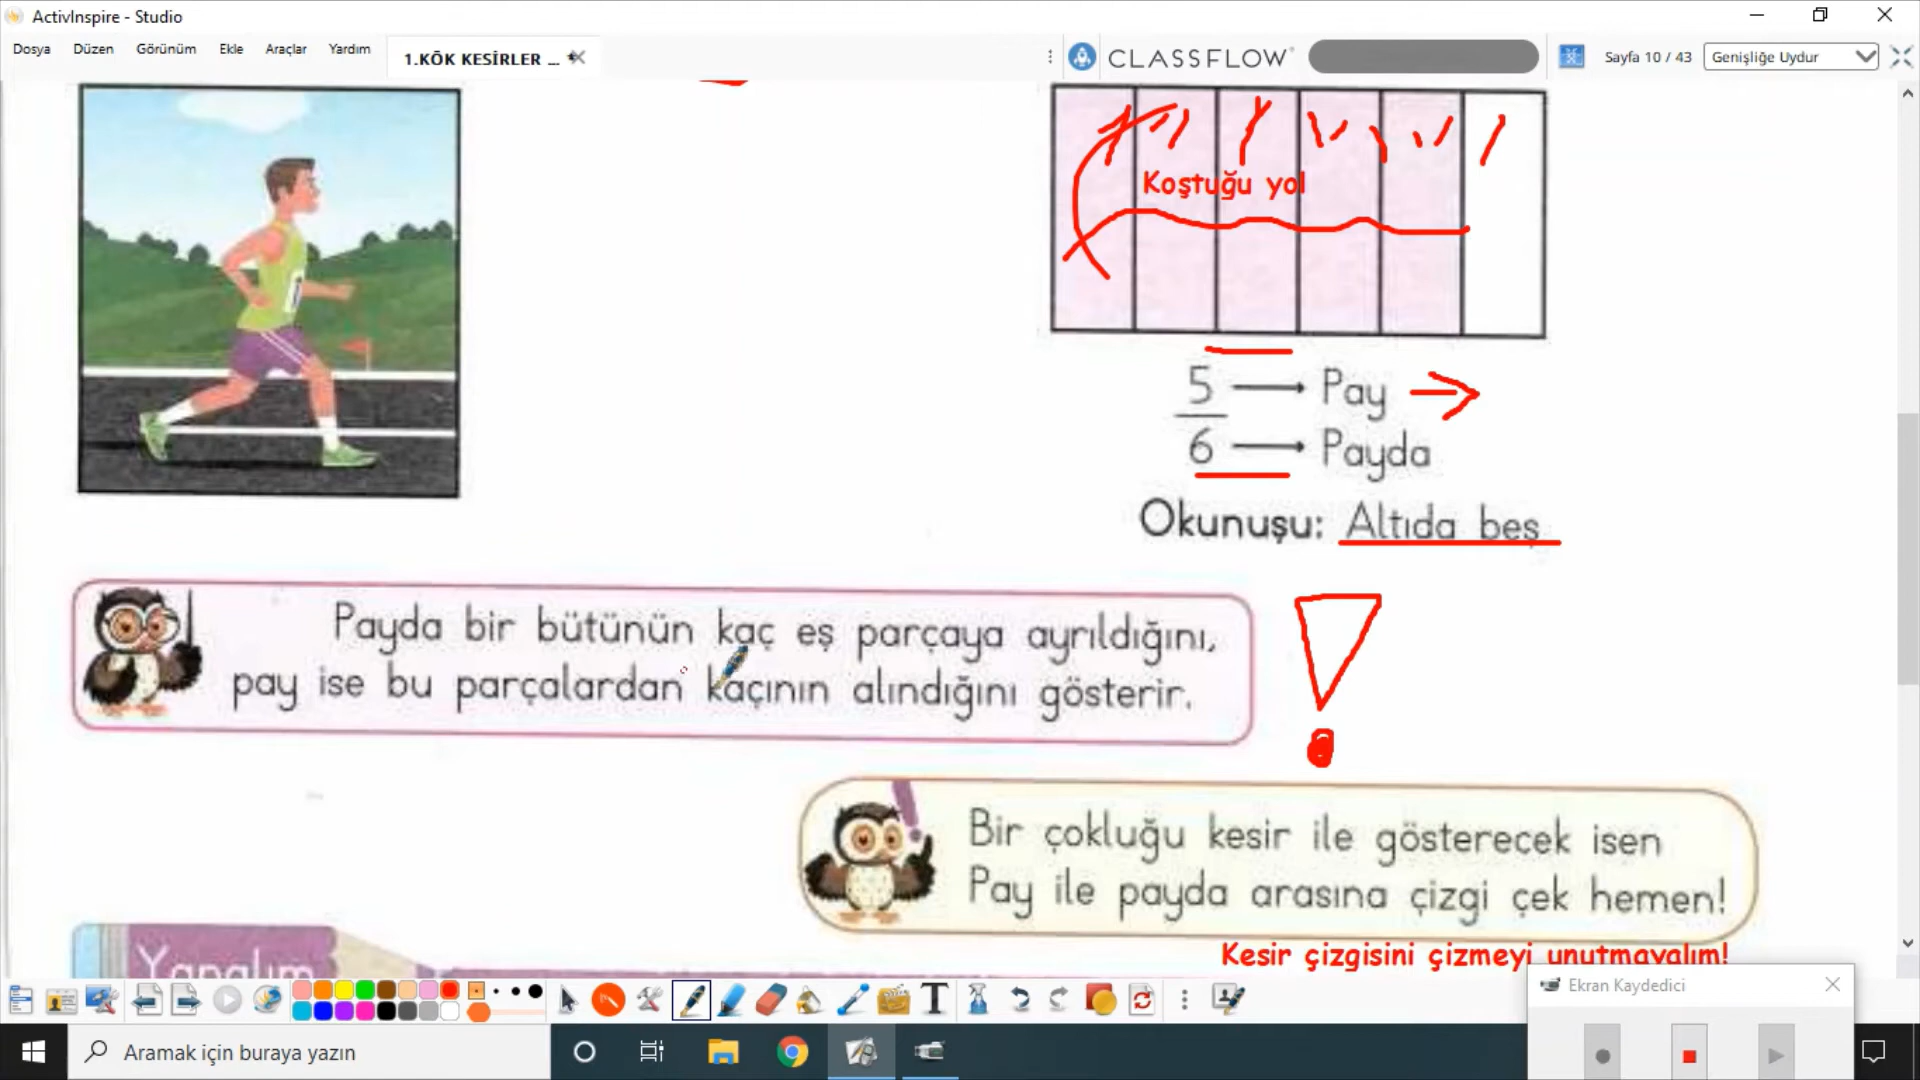 ActivInspire - Studio
Dosya Düzen Görünüm Ekle Araçlar Yardım
1.KÖK KESİRLER ...
CLASSFLOW
Sayfa 10 / 43
Genişliğe Uydur
Koştuğu yol
5 → Pay
6 → Payda
Okunuşu: Altıda beş
Payda bir bütünün kaç eş parçaya ayrıldığını,
pay ise bu parçalardan kaçının alındığını gösterir.
Bir çokluğu kesir ile gösterecek isen
Pay ile payda arasına çizgi çek hemen!
Kesir çizgisini çizmeyi unutmayalım!
Yapalım
Ekran Kaydedici
Aramak için buraya yazın